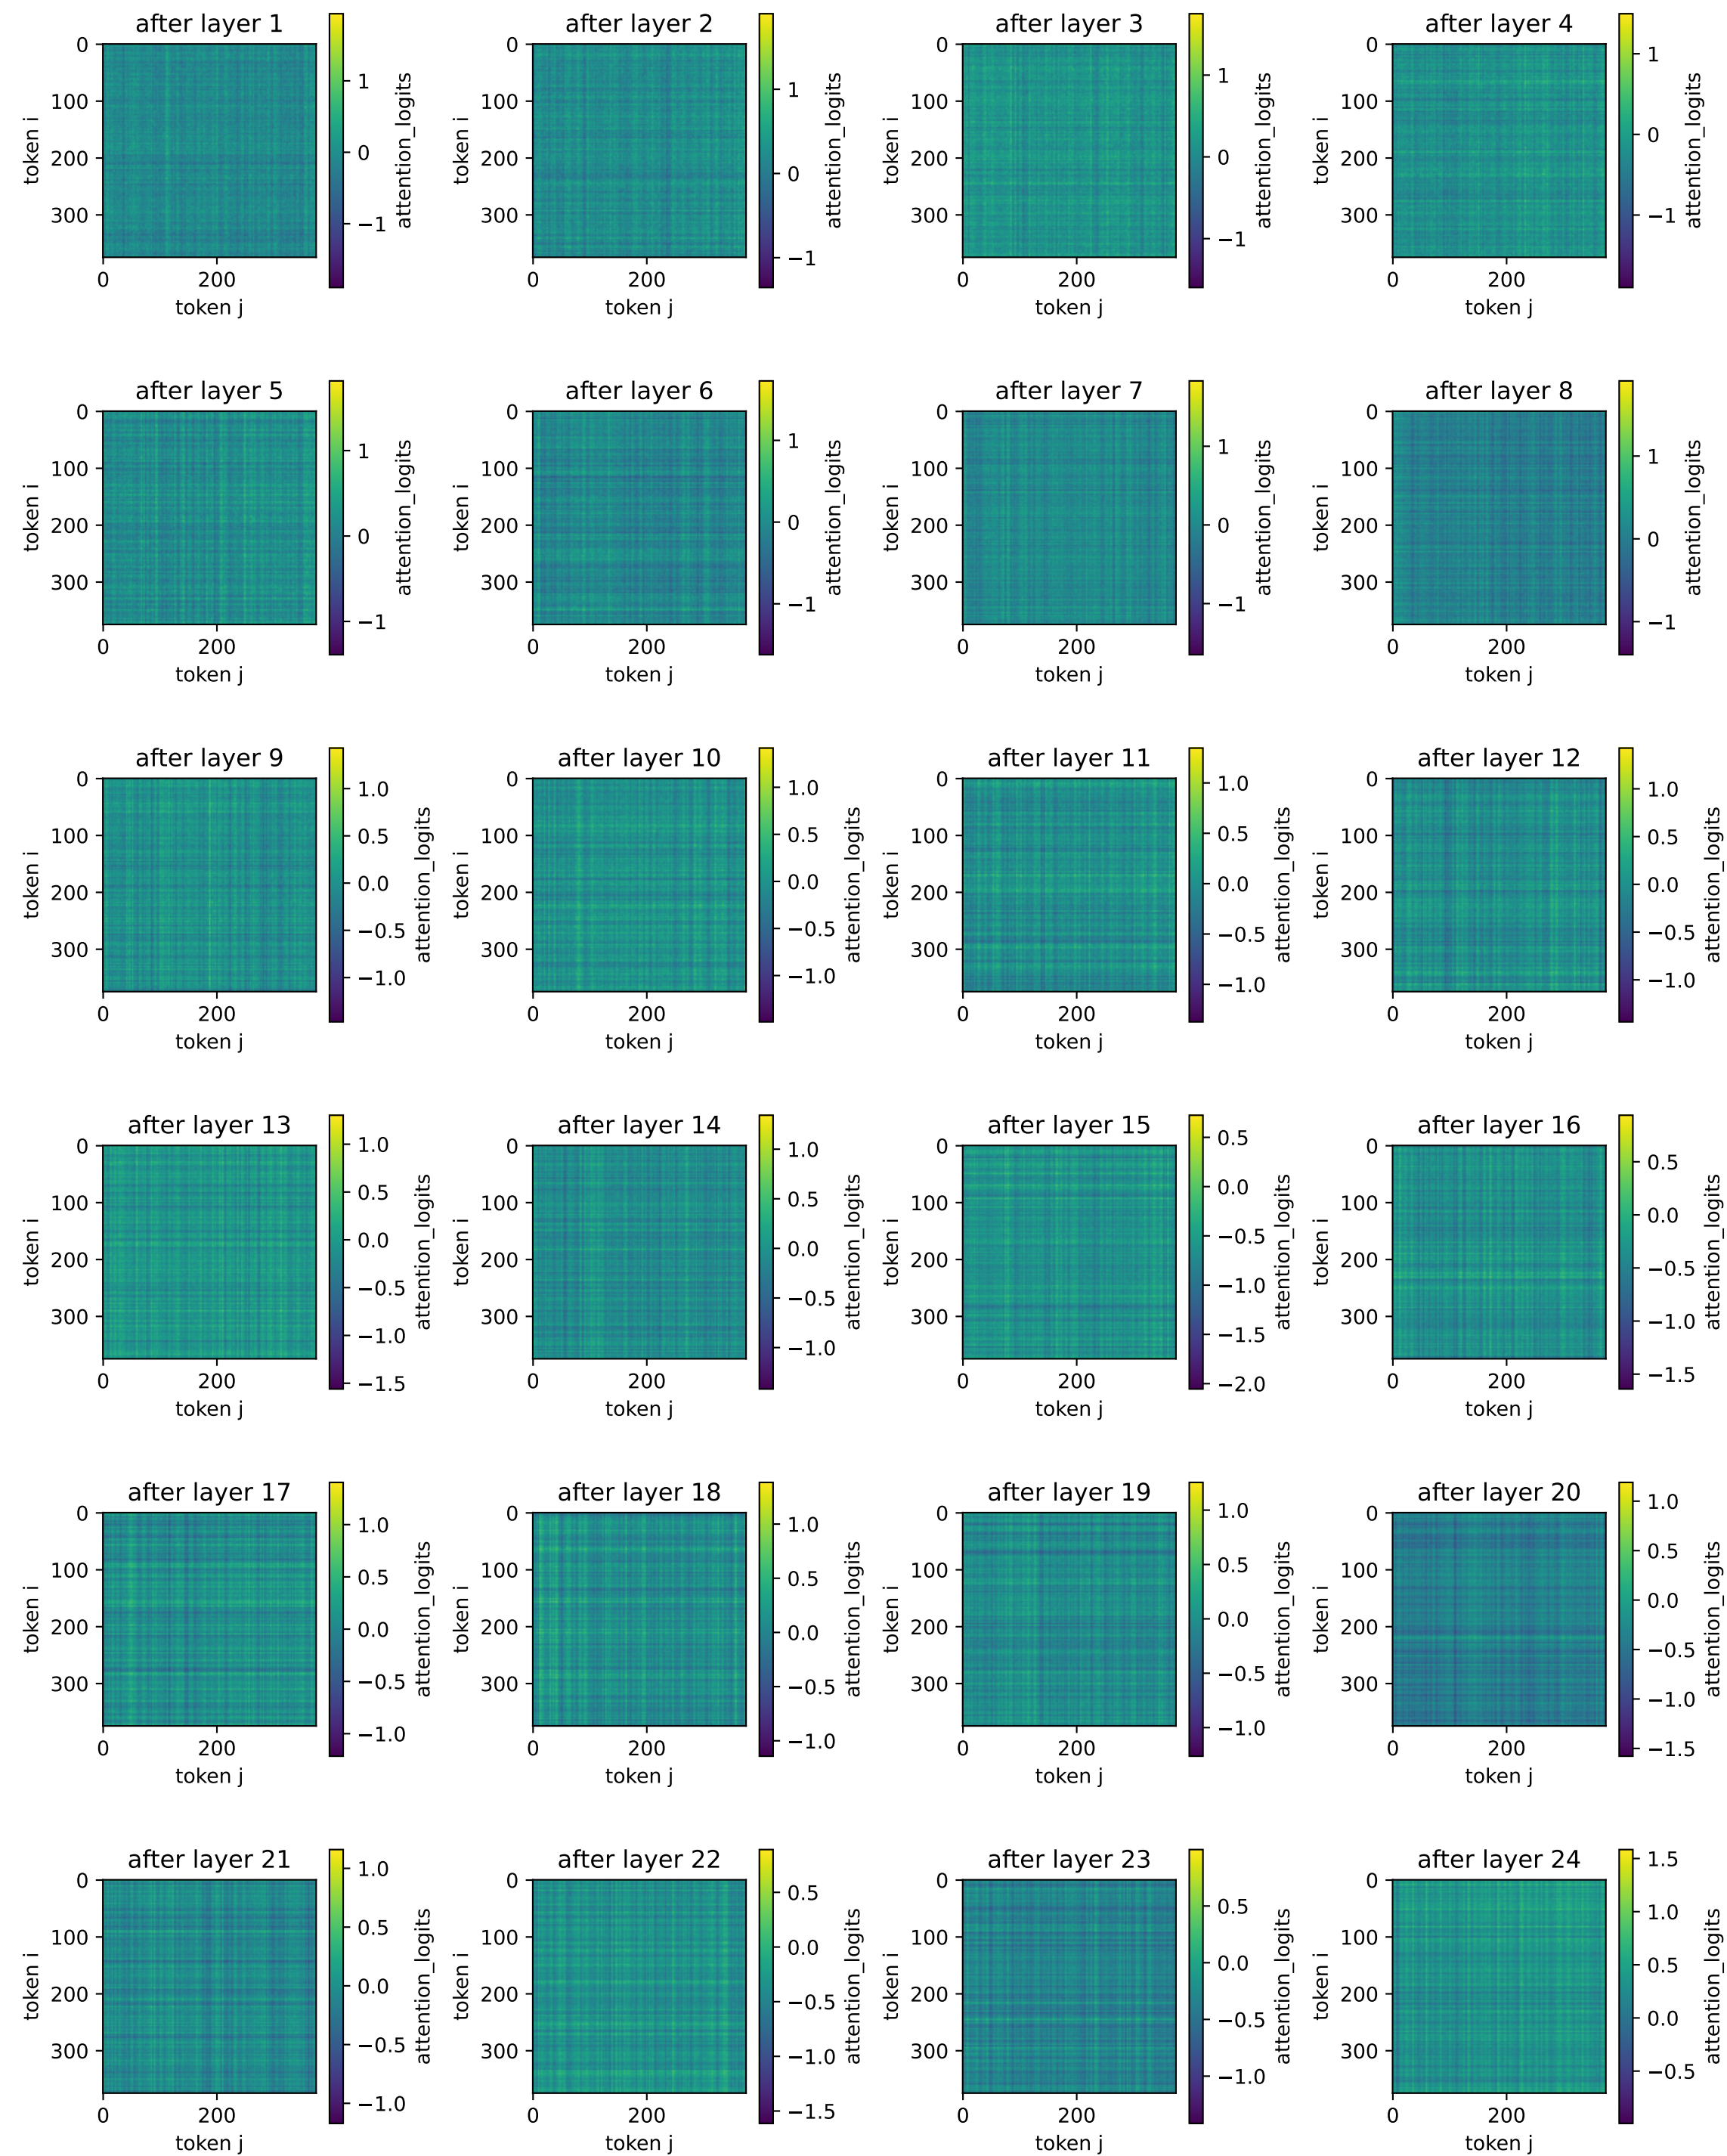 after layer 1
0
100
200
300
token i
0 200
token j
1
0
−1
attention_logits
after layer 2
0
100
200
300
token i
0 200
token j
1
0
−1
attention_logits
after layer 3
0
100
200
300
token i
0 200
token j
1
0
−1
attention_logits
after layer 4
0
100
200
300
token i
0 200
token j
1
0
−1
attention_logits
after layer 5
0
100
200
300
token i
0 200
token j
1
0
−1
attention_logits
after layer 6
0
100
200
300
token i
0 200
token j
1
0
−1
attention_logits
after layer 7
0
100
200
300
token i
0 200
token j
1
0
−1
attention_logits
after layer 8
0
100
200
300
token i
0 200
token j
1
0
−1
attention_logits
after layer 9
0
100
200
300
token i
0 200
token j
1.0
0.5
0.0
−0.5
−1.0
attention_logits
after layer 10
0
100
200
300
token i
0 200
token j
1.0
0.5
0.0
−0.5
−1.0
attention_logits
after layer 11
0
100
200
300
token i
0 200
token j
1.0
0.5
0.0
−0.5
−1.0
attention_logits
after layer 12
0
100
200
300
token i
0 200
token j
1.0
0.5
0.0
−0.5
−1.0
attention_logits
after layer 13
0
100
200
300
token i
0 200
token j
1.0
0.5
0.0
−0.5
−1.0
−1.5
attention_logits
after layer 14
0
100
200
300
token i
0 200
token j
1.0
0.5
0.0
−0.5
−1.0
attention_logits
after layer 15
0
100
200
300
token i
0 200
token j
0.5
0.0
−0.5
−1.0
−1.5
−2.0
attention_logits
after layer 16
0
100
200
300
token i
0 200
token j
0.5
0.0
−0.5
−1.0
−1.5
attention_logits
after layer 17
0
100
200
300
token i
0 200
token j
1.0
0.5
0.0
−0.5
−1.0
attention_logits
after layer 18
0
100
200
300
token i
0 200
token j
1.0
0.5
0.0
−0.5
−1.0
attention_logits
after layer 19
0
100
200
300
token i
0 200
token j
1.0
0.5
0.0
−0.5
−1.0
attention_logits
after layer 20
0
100
200
300
token i
0 200
token j
1.0
0.5
0.0
−0.5
−1.0
−1.5
attention_logits
after layer 21
0
100
200
300
token i
0 200
token j
1.0
0.5
0.0
−0.5
−1.0
attention_logits
after layer 22
0
100
200
300
token i
0 200
token j
0.5
0.0
−0.5
−1.0
−1.5
attention_logits
after layer 23
0
100
200
300
token i
0 200
token j
0.5
0.0
−0.5
−1.0
attention_logits
after layer 24
0
100
200
300
token i
0 200
token j
1.5
1.0
0.5
0.0
−0.5
attention_logits